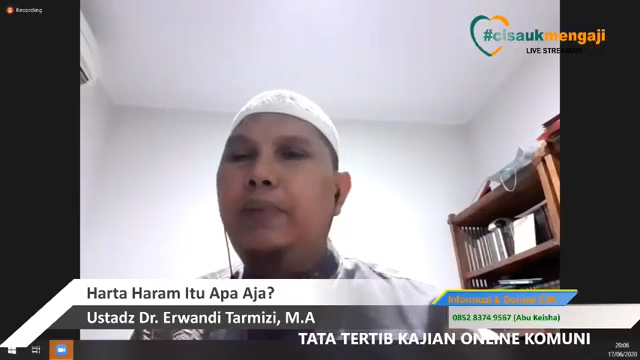 Recording
#cisaukmengaji
LIVE STREAMING
Harta Haram Itu Apa Aja?
Informasi & Donasi CM
Ustadz Dr. Erwandi Tarmizi, M.A
0852 8374 9567 (Abu Keisha)
TATA TERTIB KAJIAN ONLINE KOMUNI
20:06
17/06/2020